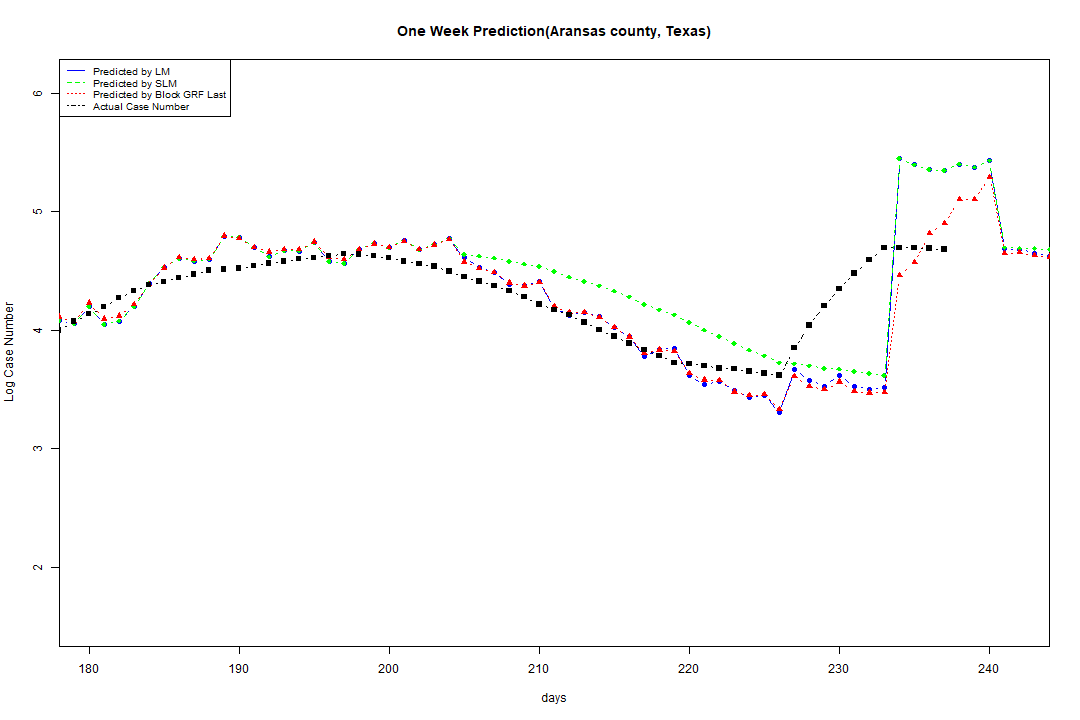 One Week Prediction(Aransas county, Texas)
Predicted by LM
Predicted by SLM
Predicted by Block GRF Last
Actual Case Number
Log Case Number
6
5
4
3
2
180 190 200 210 220 230 240
days